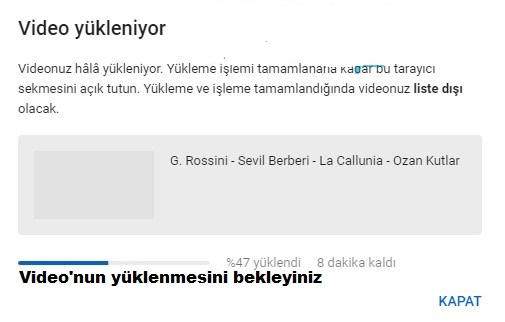 Video yükleniyor
Videonuz hâlâ yükleniyor. Yükleme işlemi tamamlanana kadar bu tarayıcı
sekmesini açık tutun. Yükleme ve işleme tamamlandığında videonuz liste dışı
olacak.
G. Rossini - Sevil Berberi - La Callunia - Ozan Kutlar
%47 yüklendi 8 dakika kaldı
Video'nun yüklenmesini bekleyiniz
KAPAT